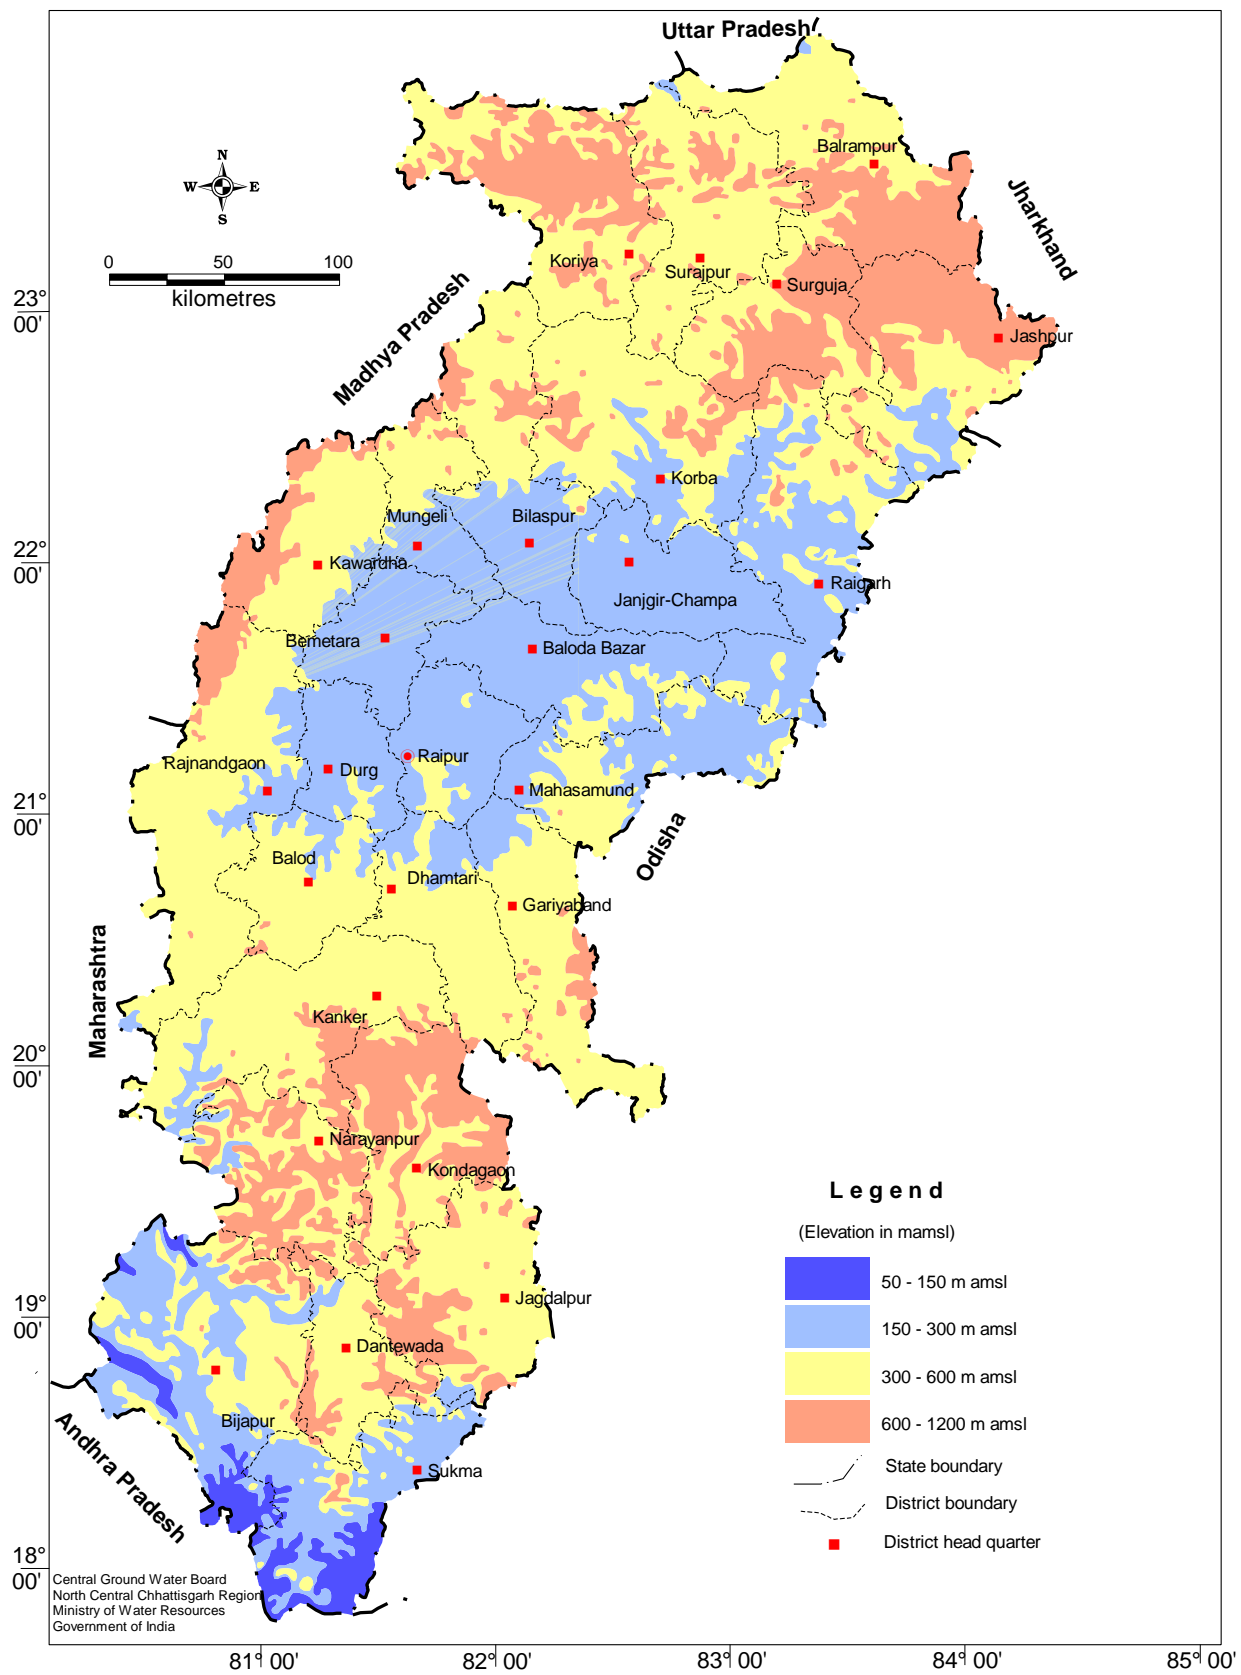 Uttar Pradesh
Balrampur
N
W
E
S
Jharkhand
Koriya
Surajpur
Surguja
0
50
100
kilometres
Madhya Pradesh
23°
00'
Jashpur
Korba
Mungeli
Bilaspur
22°
00'
Kawardha
Raigarh
Janjgir-Champa
Bemetara
Baloda Bazar
Rajnandgaon
Durg
Raipur
Mahasamund
21°
00'
Odisha
Balod
Dhamtari
Gariyaband
Maharashtra
Kanker
20°
00'
Narayanpur
Kondagaon
Legend
(Elevation in mamsl)
50 - 150 m amsl
150 - 300 m amsl
300 - 600 m amsl
600 - 1200 m amsl
State boundary
District boundary
District head quarter
Jagdalpur
19°
00'
Dantewada
Bijapur
Andhra Pradesh
Sukma
18°
00'
Central Ground Water Board
North Central Chhattisgarh Region
Ministry of Water Resources
Government of India
81° 00'
82° 00'
83° 00'
84° 00'
85° 00'